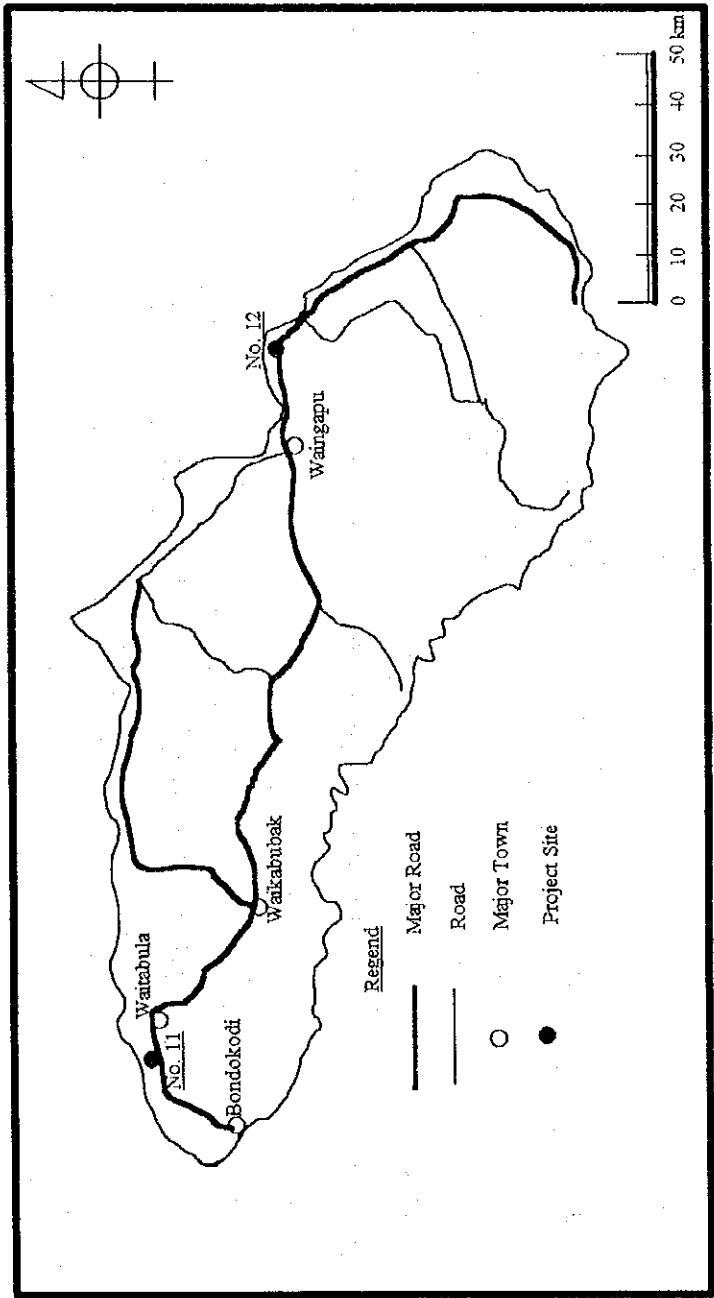 No. 12
Waingapu
Waitabula
No. 11
Waikabubak
Bondokodi
Regend
Major Road
Road
Major Town
Project Site
0 10 20 30 40 50 km